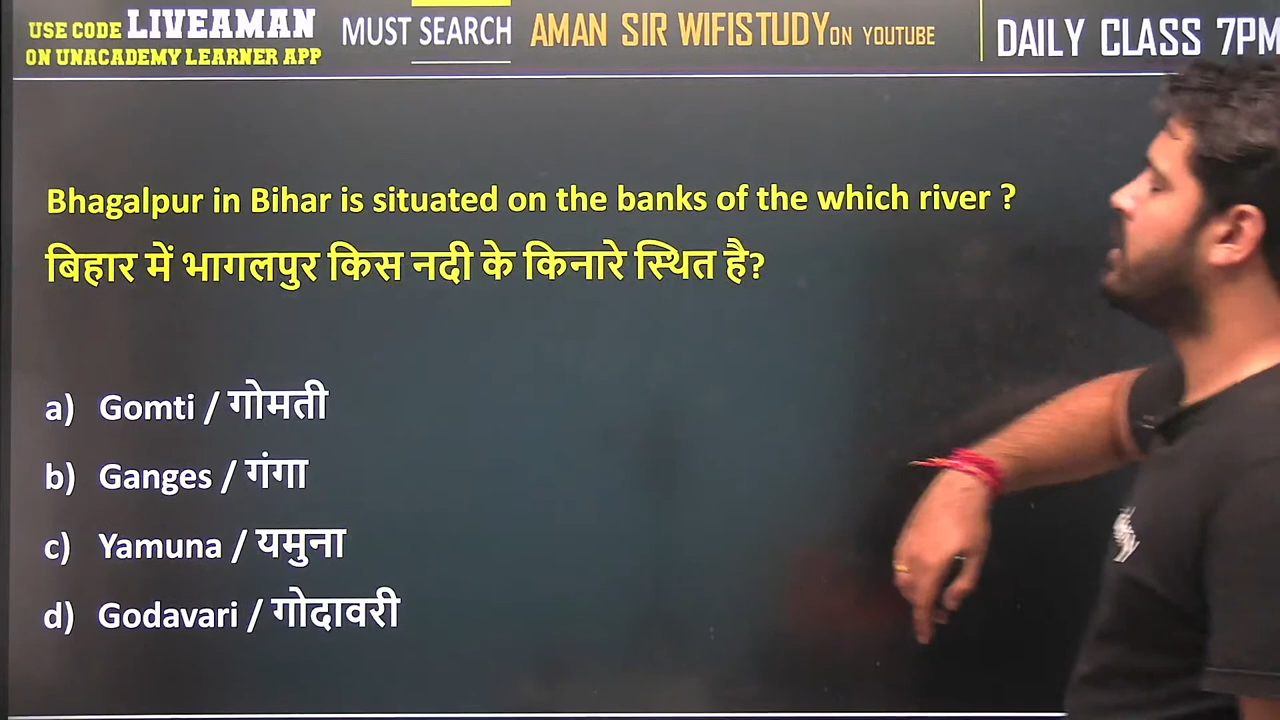 USE CODE LIVEAMAN
ON UNACADEMY LEARNER APP
MUST SEARCH
AMAN SIR WIFISTUDY ON YOUTUBE
DAILY CLASS 7PM
Bhagalpur in Bihar is situated on the banks of the which river ?
बिहार में भागलपुर किस नदी के किनारे स्थित है?
a) Gomti / गोमती
b) Ganges / गंगा
c) Yamuna / यमुना
d) Godavari / गोदावरी